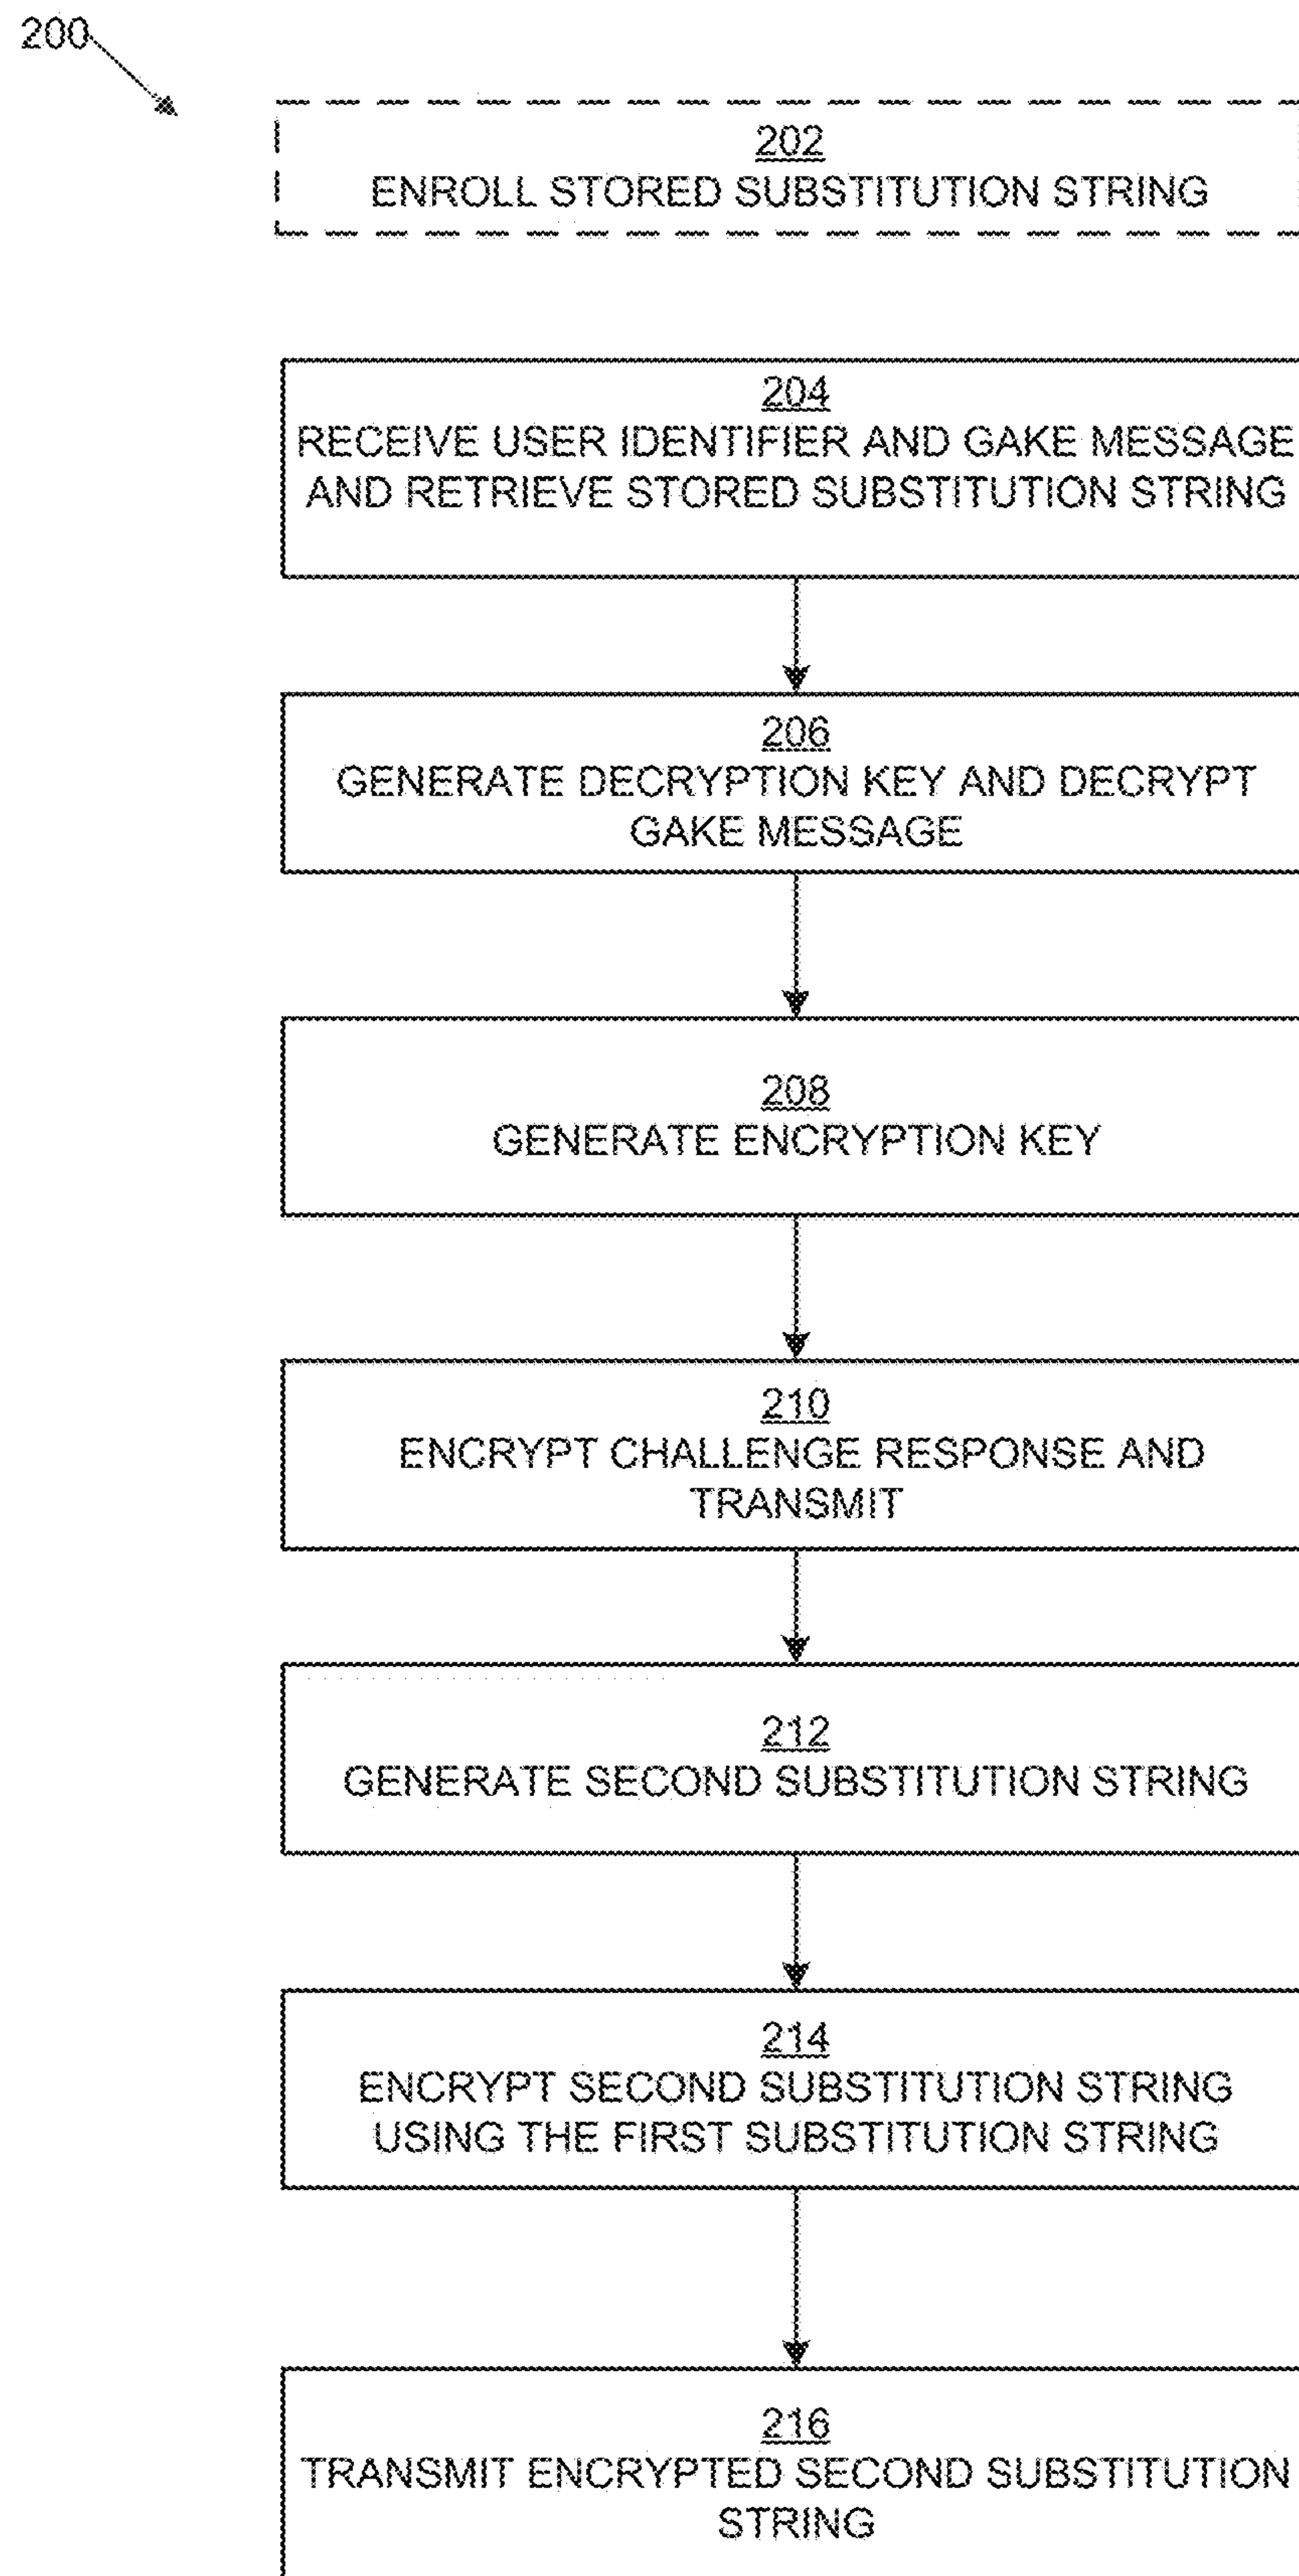 200
202
ENROLL STORED SUBSTITUTION STRING
204
RECEIVE USER IDENTIFIER AND GAKE MESSAGE
AND RETRIEVE STORED SUBSTITUTION STRING
206
GENERATE DECRYPTION KEY AND DECRYPT
GAKE MESSAGE
208
GENERATE ENCRYPTION KEY
210
ENCRYPT CHALLENGE RESPONSE AND
TRANSMIT
212
GENERATE SECOND SUBSTITUTION STRING
214
ENCRYPT SECOND SUBSTITUTION STRING
USING THE FIRST SUBSTITUTION STRING
216
TRANSMIT ENCRYPTED SECOND SUBSTITUTION
STRING